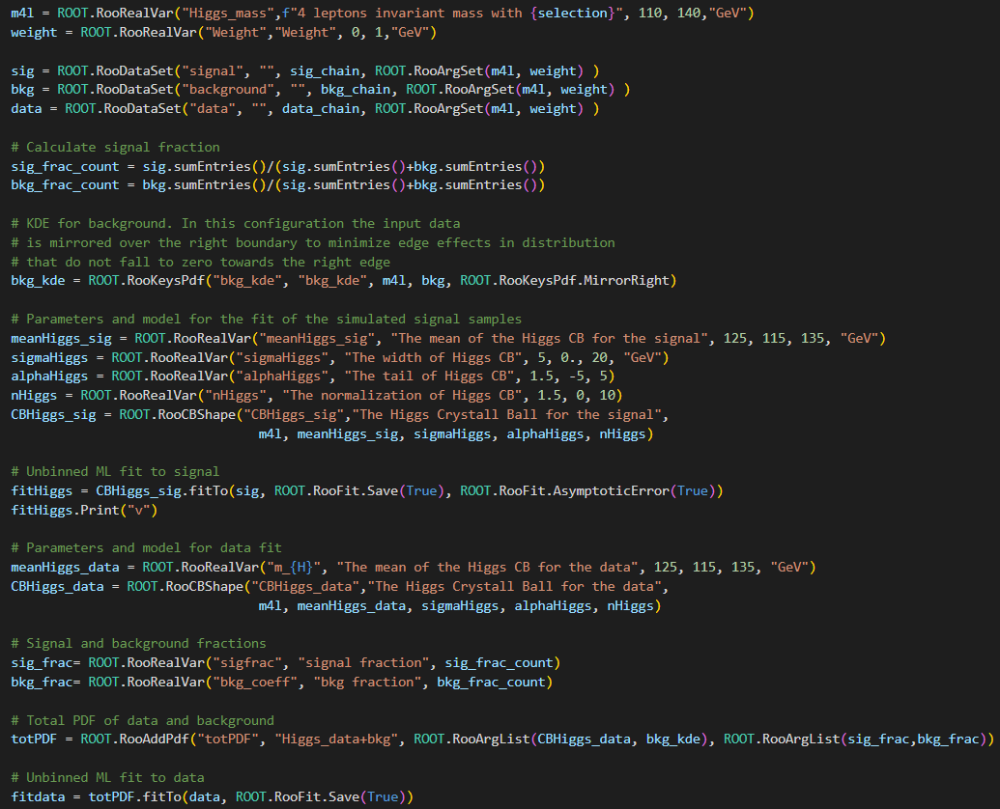 m4l = ROOT.RooRealVar("Higgs_mass",f"4 leptons invariant mass with {selection}", 110, 140,"GeV")
weight = ROOT.RooRealVar("Weight","Weight", 0, 1,"GeV")
sig = ROOT.RooDataSet("signal", "", sig_chain, ROOT.RooArgSet(m4l, weight) )
bkg = ROOT.RooDataSet("background", "", bkg_chain, ROOT.RooArgSet(m4l, weight) )
data = ROOT.RooDataSet("data", "", data_chain, ROOT.RooArgSet(m4l, weight) )
# Calculate signal fraction
sig_frac_count = sig.sumEntries()/(sig.sumEntries()+bkg.sumEntries())
bkg_frac_count = bkg.sumEntries()/(sig.sumEntries()+bkg.sumEntries())
# KDE for background. In this configuration the input data
# is mirrored over the right boundary to minimize edge effects in distribution
# that do not fall to zero towards the right edge
bkg_kde = ROOT.RooKeysPdf("bkg_kde", "bkg_kde", m4l, bkg, ROOT.RooKeysPdf.MirrorRight)
# Parameters and model for the fit of the simulated signal samples
meanHiggs_sig = ROOT.RooRealVar("meanHiggs_sig", "The mean of the Higgs CB for the signal", 125, 115, 135, "GeV")
sigmaHiggs = ROOT.RooRealVar("sigmaHiggs", "The width of Higgs CB", 5, 0., 20, "GeV")
alphaHiggs = ROOT.RooRealVar("alphaHiggs", "The tail of Higgs CB", 1.5, -5, 5)
nHiggs = ROOT.RooRealVar("nHiggs", "The normalization of Higgs CB", 1.5, 0, 10)
CBHiggs_sig = ROOT.RooCBShape("CBHiggs_sig","The Higgs Crystall Ball for the signal",
m4l, meanHiggs_sig, sigmaHiggs, alphaHiggs, nHiggs)
# Unbinned ML fit to signal
fitHiggs = CBHiggs_sig.fitTo(sig, ROOT.RooFit.Save(True), ROOT.RooFit.AsymptoticError(True))
fitHiggs.Print("v")
# Parameters and model for data fit
meanHiggs_data = ROOT.RooRealVar("m_{H}", "The mean of the Higgs CB for the data", 125, 115, 135, "GeV")
CBHiggs_data = ROOT.RooCBShape("CBHiggs_data","The Higgs Crystall Ball for the data",
m4l, meanHiggs_data, sigmaHiggs, alphaHiggs, nHiggs)
# Signal and background fractions
sig_frac= ROOT.RooRealVar("sigfrac", "signal fraction", sig_frac_count)
bkg_frac= ROOT.RooRealVar("bkg_coeff", "bkg fraction", bkg_frac_count)
# Total PDF of data and background
totPDF = ROOT.RooAddPdf("totPDF", "Higgs_data+bkg", ROOT.RooArgList(CBHiggs_data, bkg_kde), ROOT.RooArgList(sig_frac,bkg_frac))
# Unbinned ML fit to data
fitdata = totPDF.fitTo(data, ROOT.RooFit.Save(True))